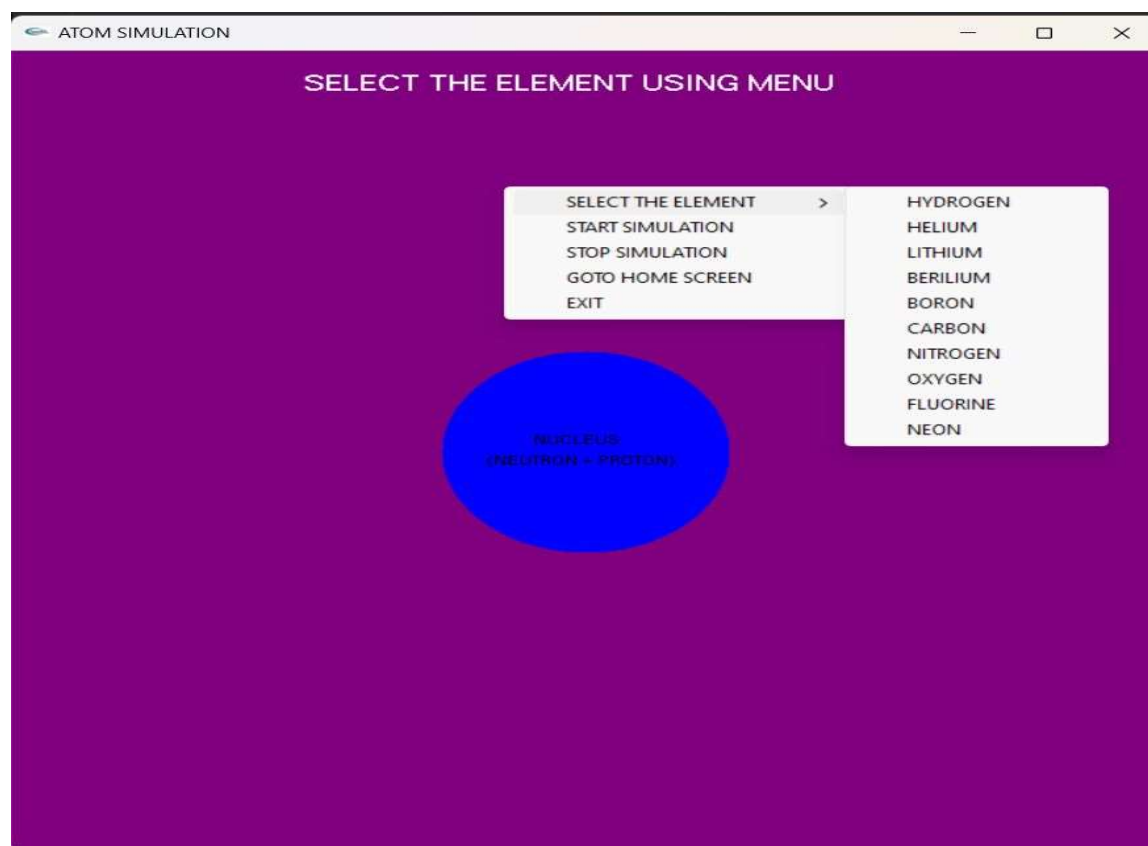 ATOM SIMULATION
SELECT THE ELEMENT USING MENU
SELECT THE ELEMENT >
START SIMULATION
STOP SIMULATION
GOTO HOME SCREEN
EXIT
HYDROGEN
HELIUM
LITHIUM
BERILIUM
BORON
CARBON
NITROGEN
OXYGEN
FLUORINE
NEON
NUCLEUS
(NEUTRON + PROTON)